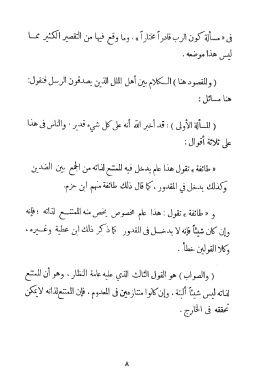 فى « مسألة كون الرب قادراً مختاراً » . وما وقع فيها من التقصير الكثير مما
ليس هذا موضعه .
( والمقصود هنا ) الكلام بين أهل الملل الذين يصدقون الرسل فنقول :
هنا مسائل :
( المسألة الأولى ) : قد أخبر الله أنه على كل شيء قدير ، والناس فى هذا
على ثلاثة أقوال :
« طائفة » تقول هذا عام يدخل فيه الممتنع لذاته من الجمع بين الضدين
وكذلك يدخل في المقدور ، كما قال ذلك طائفة منهم ابن حزم.
و « طائفة » تقول : هذا عام مخصوص يخص منه الممتنع لذاته ؛ فإنه
وإن كان شيئاً فإنه لا يدخل فى المقدور كما ذكر ذلك ابن عطية وغيره ،
وكلا القولين خطأ .
( والصواب ) هو القول الثالث الذي عليه عامة النظار ، وهو أن الممتنع
لذاته ليس شيئاً ألبتة ، وإن كانوا متنازعين فى المعدوم ، فإن الممتنع لذاته لا يمكن
تحققه فى الخارج ،
٨